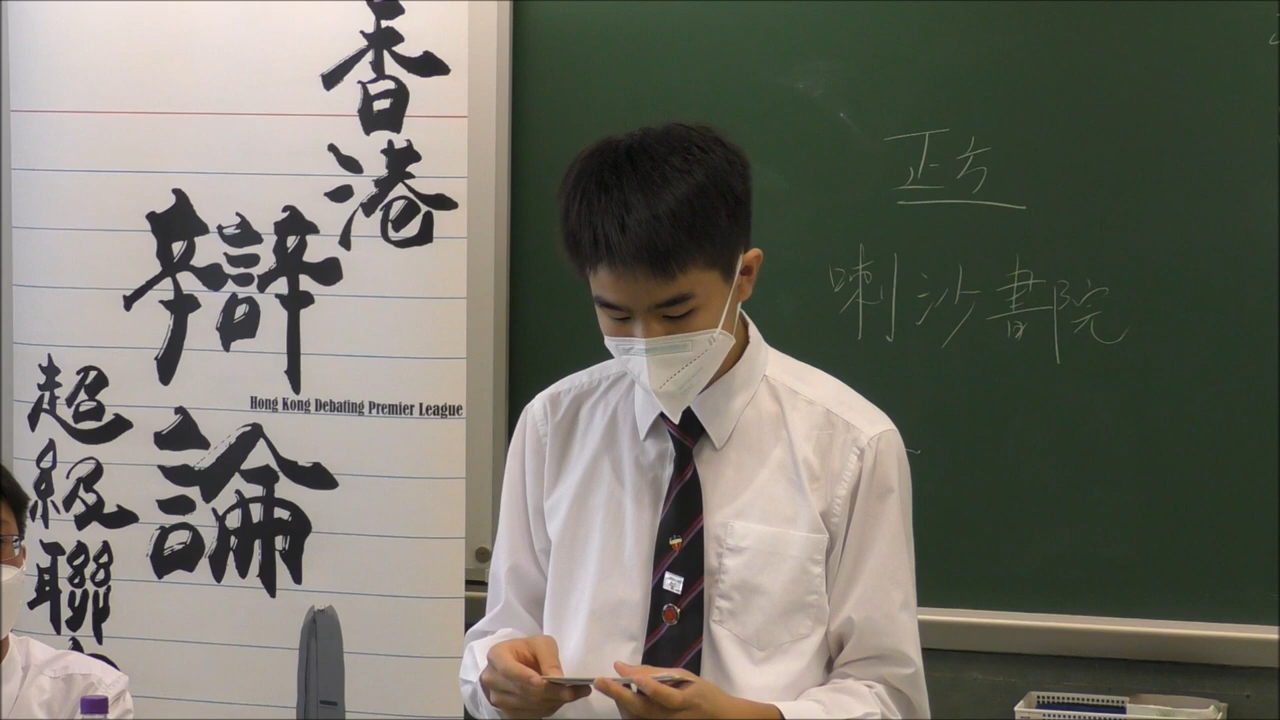 香港
辯論
Hong Kong Debating Premier League
超級聯
正方
喇沙書院